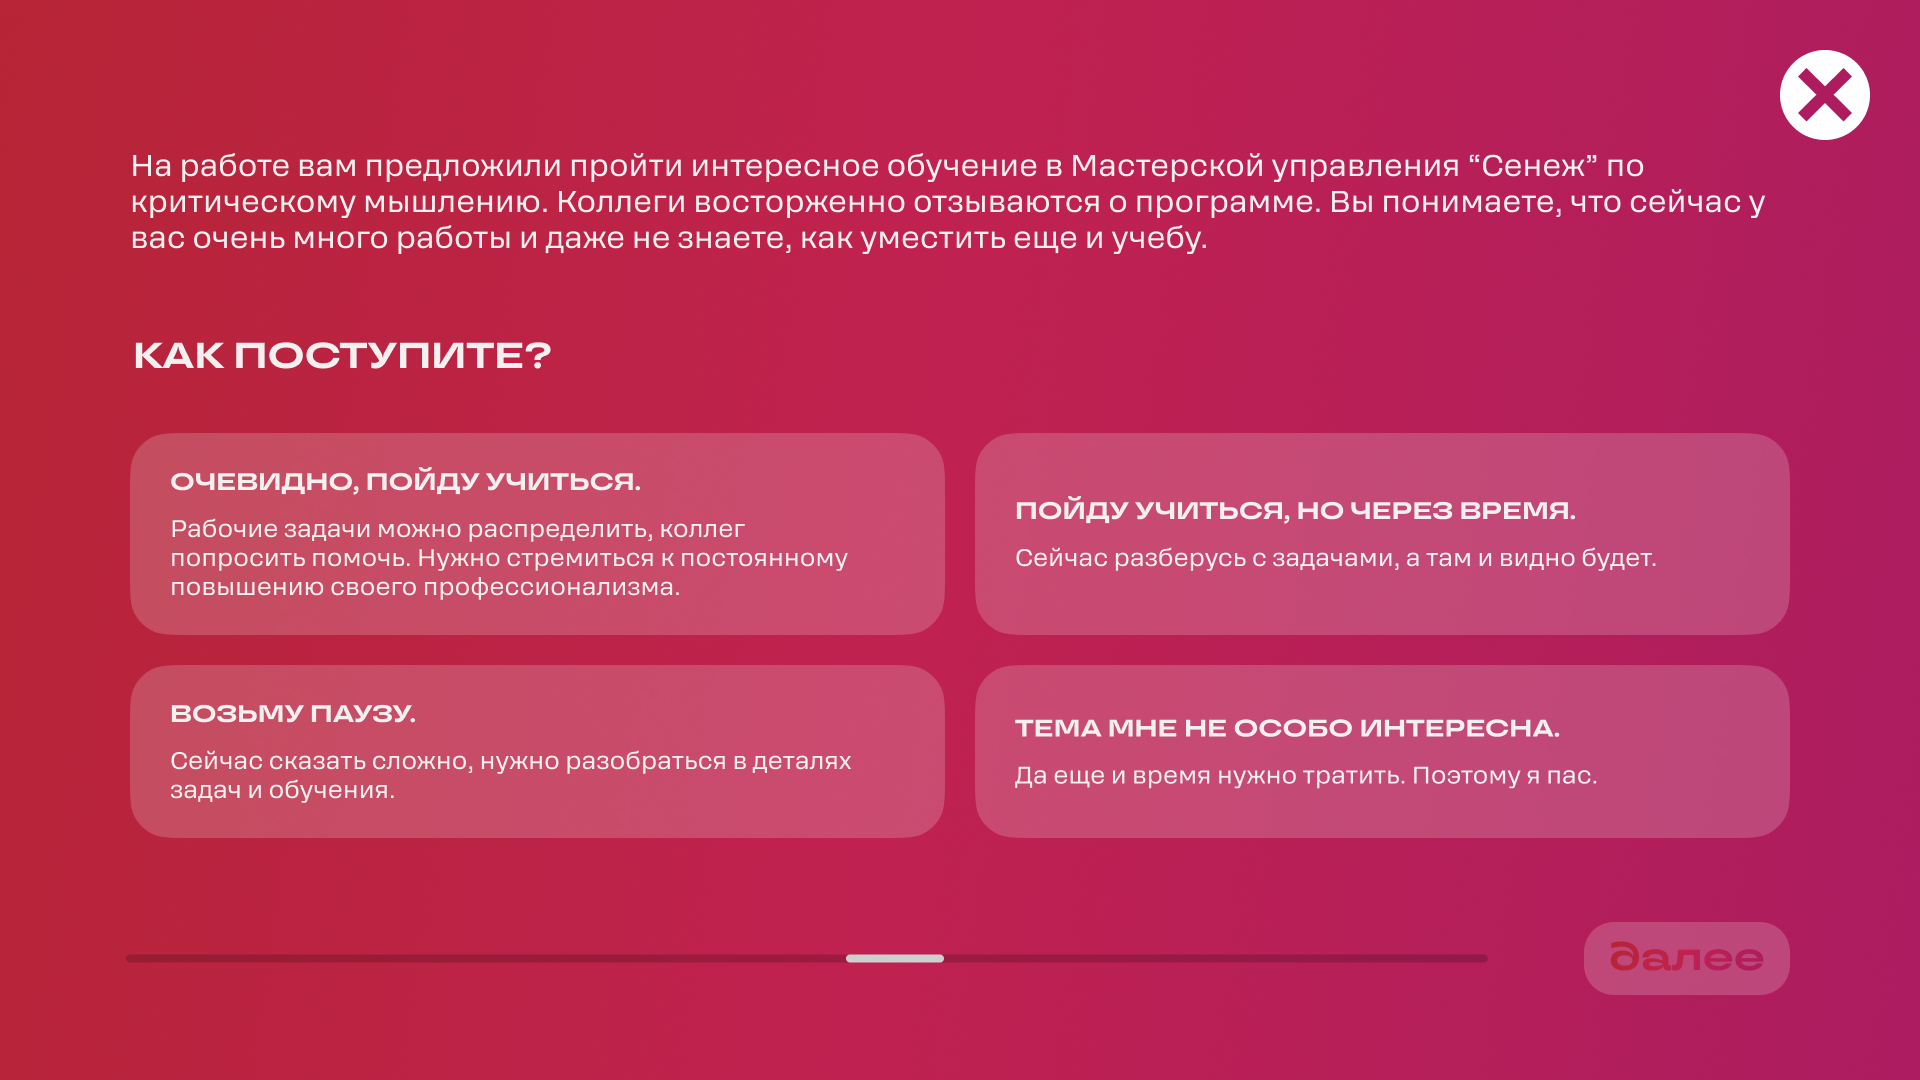 На работе вам предложили пройти интересное обучение в Мастерской управления “Сенеж” по
критическому мышлению. Коллеги восторженно отзываются о программе. Вы понимаете, что сейчас у
вас очень много работы и даже не знаете, как уместить еще и учебу.
КАК ПОСТУПИТЕ?
ОЧЕВИДНО, ПОЙДУ УЧИТЬСЯ.
Рабочие задачи можно распределить, коллег
попросить помочь. Нужно стремиться к постоянному
повышению своего профессионализма.
ПОЙДУ УЧИТЬСЯ, НО ЧЕРЕЗ ВРЕМЯ.
Сейчас разберусь с задачами, а там и видно будет.
ВОЗЬМУ ПАУЗУ.
Сейчас сказать сложно, нужно разобраться в деталях
задач и обучения.
ТЕМА МНЕ НЕ ОСОБО ИНТЕРЕСНА.
Да еще и время нужно тратить. Поэтому я пас.
далее